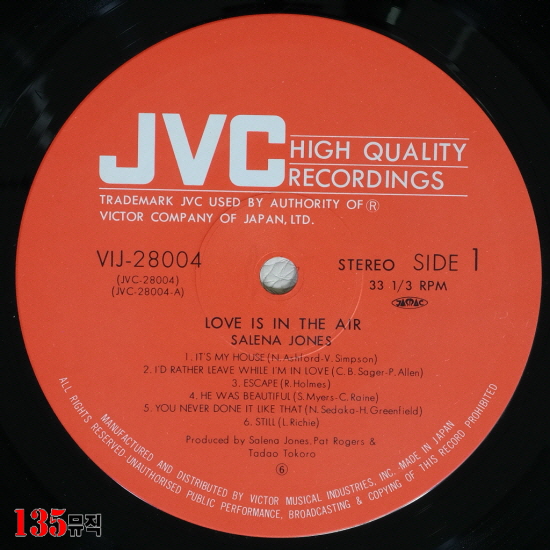 JVC
HIGH QUALITY
RECORDINGS
TRADEMARK JVC USED BY AUTHORITY OF Ⓡ
VICTOR COMPANY OF JAPAN, LTD.
VIJ-28004
(JVC-28004)
(JVC-28004-A)
STEREO SIDE 1
33 1/3 RPM
JASRAC
LOVE IS IN THE AIR
SALENA JONES
1. IT'S MY HOUSE (N. Ashford-V. Simpson)
2. I'D RATHER LEAVE WHILE I'M IN LOVE (C. B. Sager-P. Allen)
3. ESCAPE (R. Holmes)
4. HE WAS BEAUTIFUL (S. Myers-C. Raine)
5. YOU NEVER DONE IT LIKE THAT (N. Sedaka-H. Greenfield)
6. STILL (L. Richie)
Produced by Salena Jones, Pat Rogers &
Tadao Tokoro
⑥
MANUFACTURED AND DISTRIBUTED BY VICTOR MUSICAL INDUSTRIES, INC. MADE IN JAPAN
ALL RIGHTS RESERVED·UNAUTHORISED PUBLIC PERFORMANCE, BROADCASTING & COPYING OF THIS RECORD PROHIBITED
135뮤직